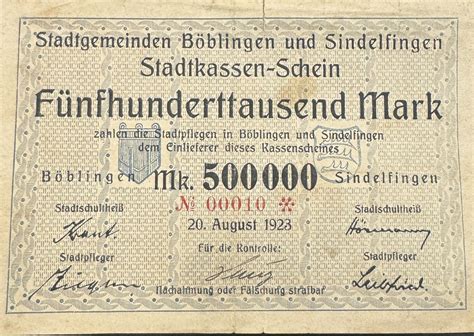 Stadtgemeinden Böblingen und Sindelfingen
Stadtkassen-Schein
Fünfhunderttausend Mark
zahlen die Stadtpflegen in Böblingen und Sindelfingen
dem Einlieferer dieses Kassenscheines
Böblingen Mk. 500000 Sindelfingen
Stadtschultheiß № 00010 * Stadtschultheiß
20. August 1923
Für die Kontrolle:
Stadtpfleger Stadtpfleger
Leibfried
Nachahmung oder Fälschung strafbar